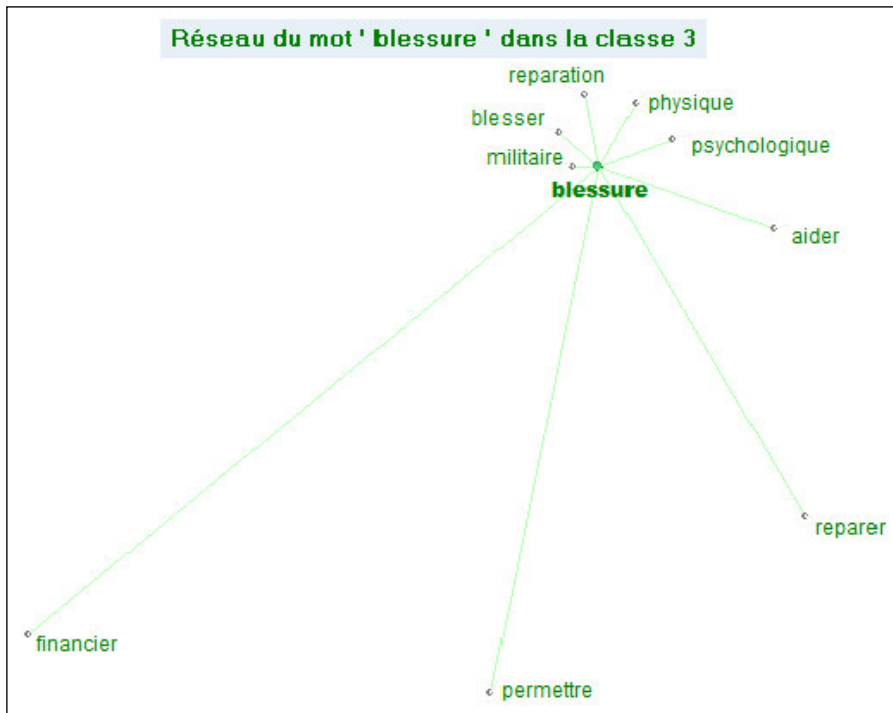 Réseau du mot ' blessure ' dans la classe 3
reparation
physique
blesser
psychologique
militaire
blessure
aider
reparer
financier
permettre